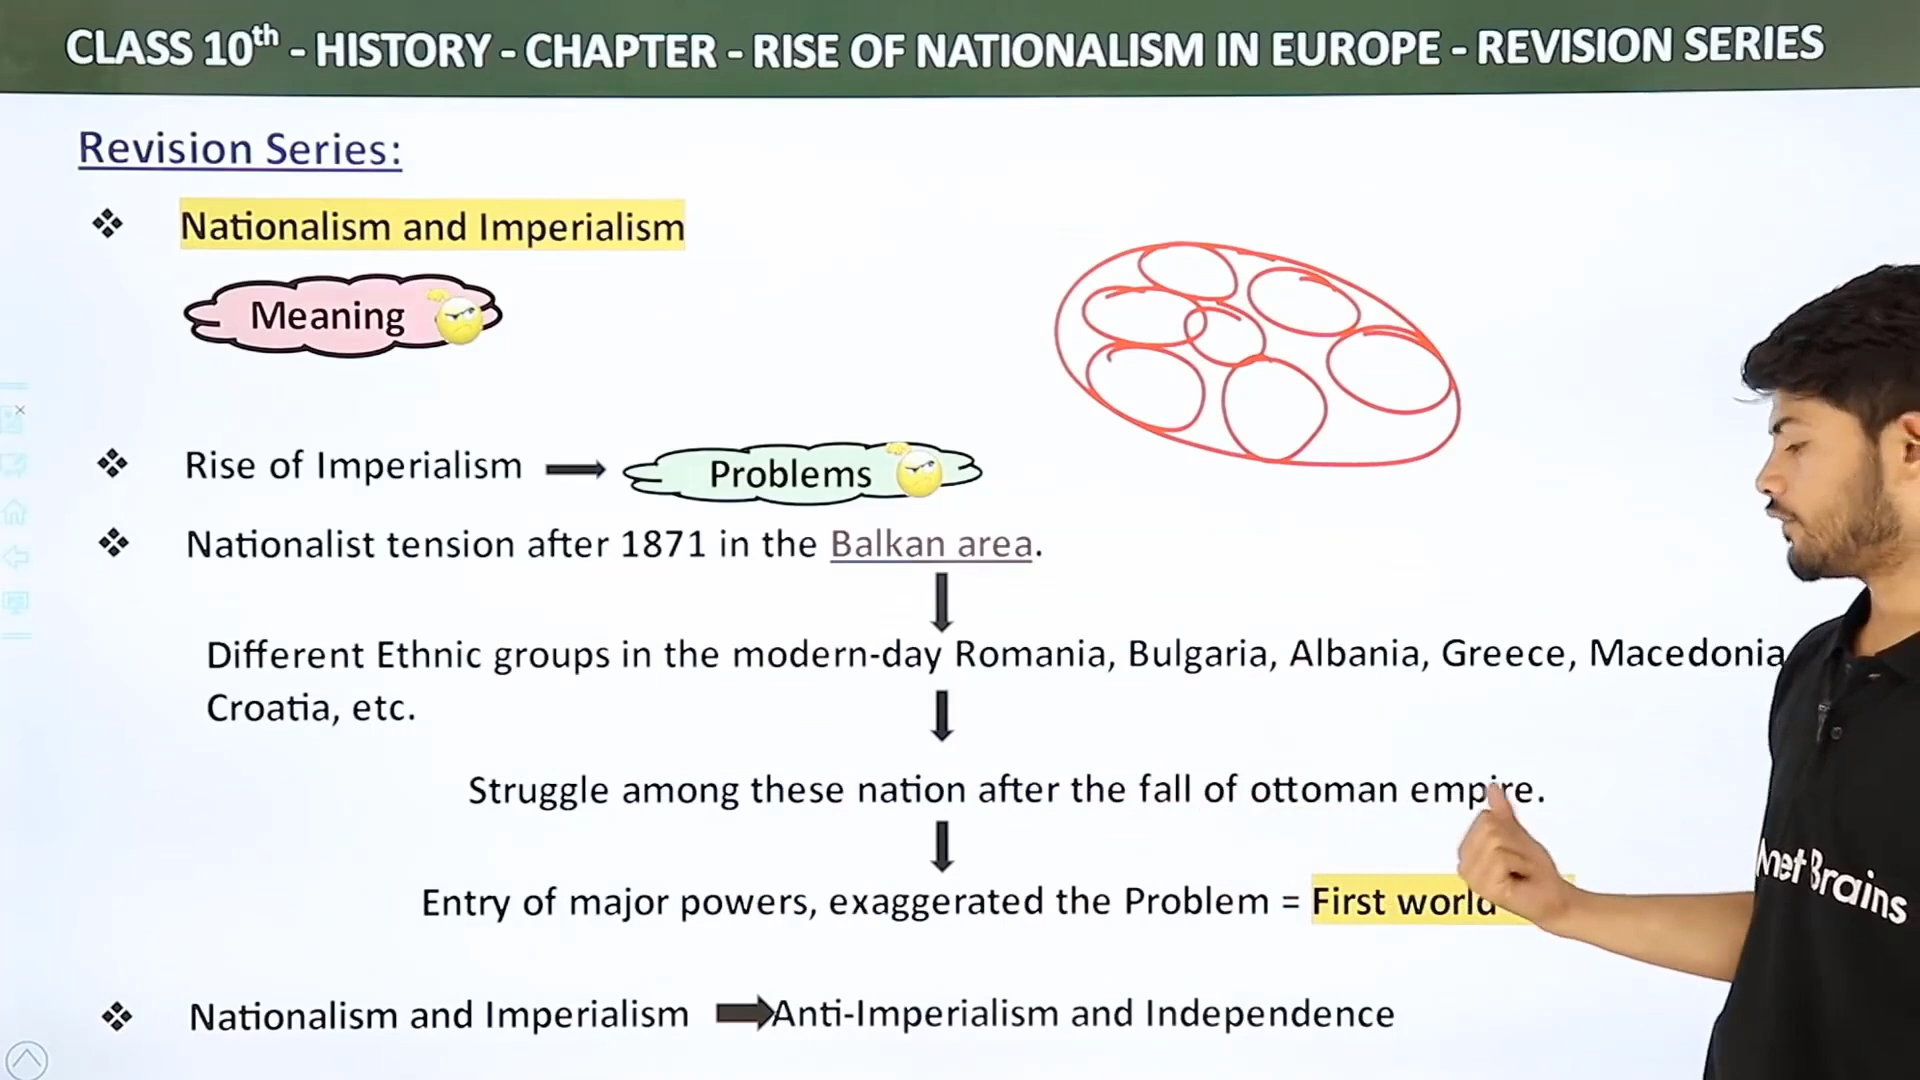 CLASS 10th - HISTORY - CHAPTER - RISE OF NATIONALISM IN EUROPE - REVISION SERIES
Revision Series:
❖ Nationalism and Imperialism
Meaning
❖ Rise of Imperialism → Problems
❖ Nationalist tension after 1871 in the Balkan area.
Different Ethnic groups in the modern-day Romania, Bulgaria, Albania, Greece, Macedonia
Croatia, etc.
Struggle among these nation after the fall of ottoman empire.
Entry of major powers, exaggerated the Problem = First world
❖ Nationalism and Imperialism → Anti-Imperialism and Independence
Brains